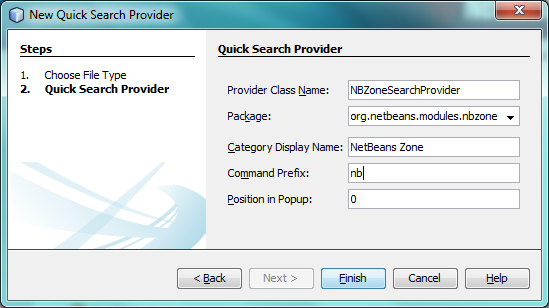 New Quick Search Provider
Steps
1. Choose File Type
2. Quick Search Provider
Quick Search Provider
Provider Class Name: NBZoneSearchProvider
Package: org.netbeans.modules.nbzone
Category Display Name: NetBeans Zone
Command Prefix: nb
Position in Popup: 0
< Back Next > Finish Cancel Help